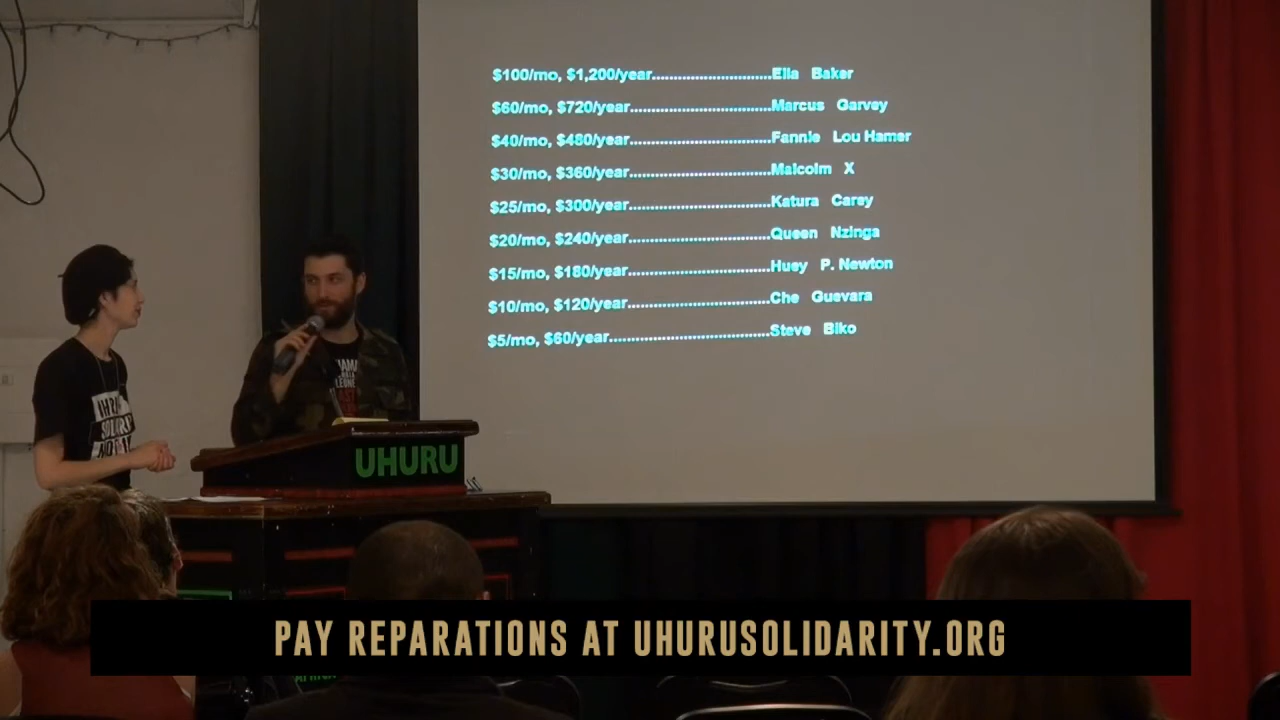 $100/mo, $1,200/year............................Ella Baker
$60/mo, $720/year.................................Marcus Garvey
$40/mo, $480/year.................................Fannie Lou Hamer
$30/mo, $360/year.................................Malcolm X
$25/mo, $300/year.................................Katura Carey
$20/mo, $240/year.................................Queen Nzinga
$15/mo, $180/year.................................Huey P. Newton
$10/mo, $120/year.................................Che Guevara
$5/mo, $60/year.....................................Steve Biko
UHURU
PAY REPARATIONS AT UHURUSOLIDARITY.ORG